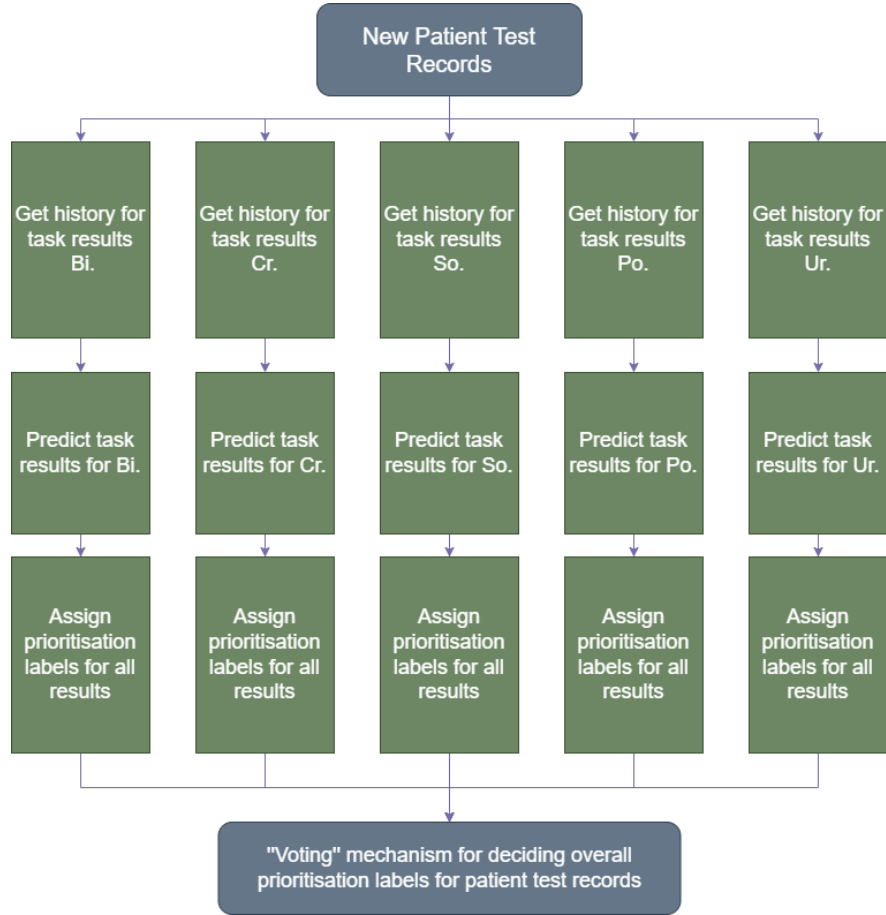 New Patient Test
Records
Get history for
task results
Bi.
Get history for
task results
Cr.
Get history for
task results
So.
Get history for
task results
Po.
Get history for
task results
Ur.
Predict task
results for Bi.
Predict task
results for Cr.
Predict task
results for So.
Predict task
results for Po.
Predict task
results for Ur.
Assign
prioritisation
labels for all
results
Assign
prioritisation
labels for all
results
Assign
prioritisation
labels for all
results
Assign
prioritisation
labels for all
results
Assign
prioritisation
labels for all
results
"Voting" mechanism for deciding overall
prioritisation labels for patient test records